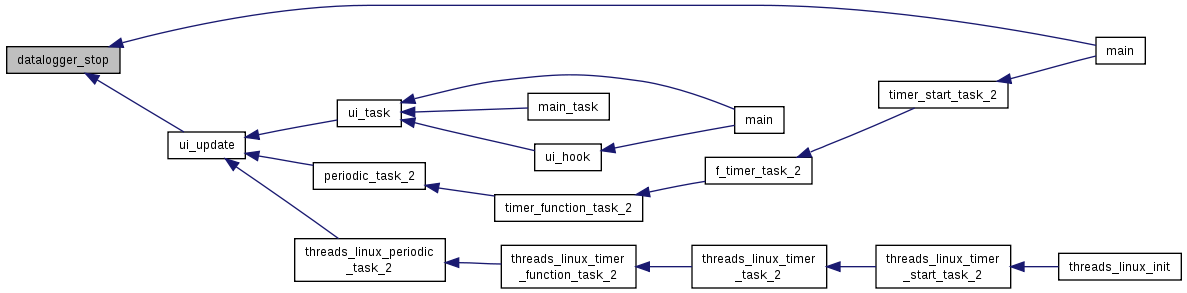 datalogger_stop
main
ui_update
ui_task
main_task
main
ui_hook
timer_start_task_2
periodic_task_2
timer_function_task_2
f_timer_task_2
threads_linux_periodic
_task_2
threads_linux_timer
_function_task_2
threads_linux_timer
_task_2
threads_linux_timer
_start_task_2
threads_linux_init